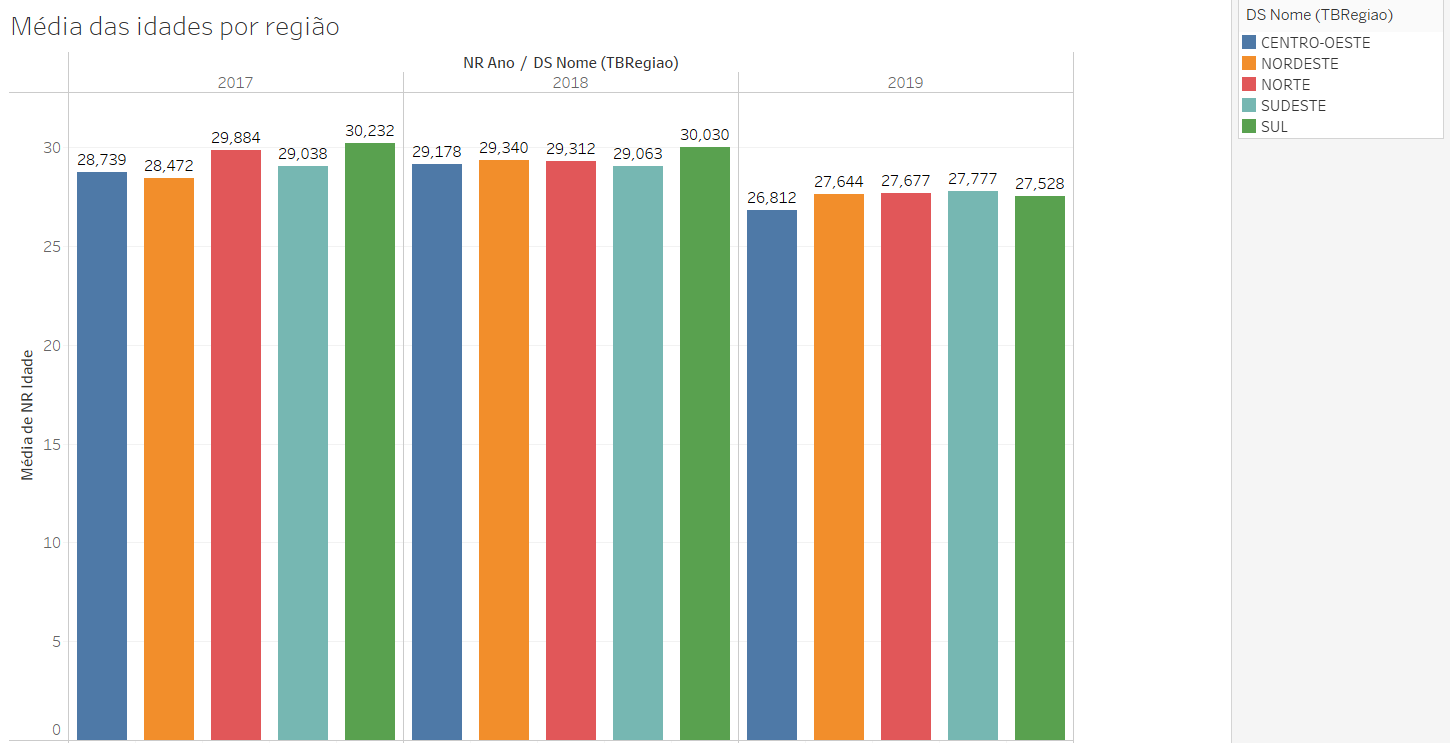 Média das idades por região
NR Ano / DS Nome (TBRegiao)
2017 2018 2019
28,739 28,472 29,884 29,038 30,232 29,178 29,340 29,312 29,063 30,030 26,812 27,644 27,677 27,777 27,528
30
25
20
15
10
5
0
Média de NR Idade
DS Nome (TBRegiao)
CENTRO-OESTE
NORDESTE
NORTE
SUDESTE
SUL